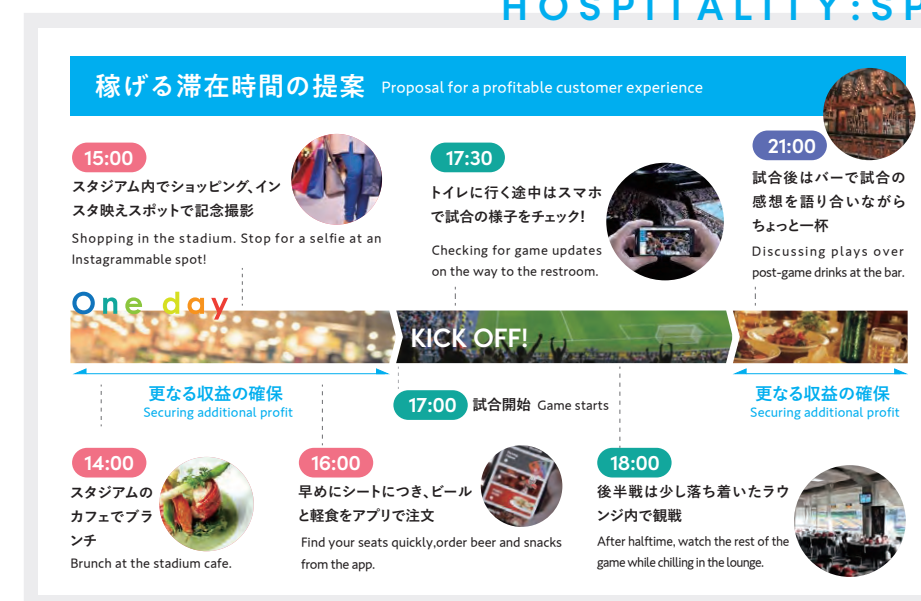 HOSPITALITY:SP
稼げる滞在時間の提案 Proposal for a profitable customer experience
15:00
スタジアム内でショッピング、イン
スタ映えスポットで記念撮影
Shopping in the stadium. Stop for a selfie at an
Instagrammable spot!
17:30
トイレに行く途中はスマホ
で試合の様子をチェック!
Checking for game updates
on the way to the restroom.
BAR
21:00
試合後はバーで試合の
感想を語り合いながら
ちょっと一杯
Discussing plays over
post-game drinks at the bar.
One day
KICK OFF!
更なる収益の確保
Securing additional profit
17:00 試合開始 Game starts
更なる収益の確保
Securing additional profit
14:00
スタジアムの
カフェでブラ
ンチ
Brunch at the stadium cafe.
16:00
早めにシートにつき、ビール
と軽食をアプリで注文
Find your seats quickly,order beer and snacks
from the app.
18:00
後半戦は少し落ち着いたラウ
ンジ内で観戦
After halftime, watch the rest of the
game while chilling in the lounge.